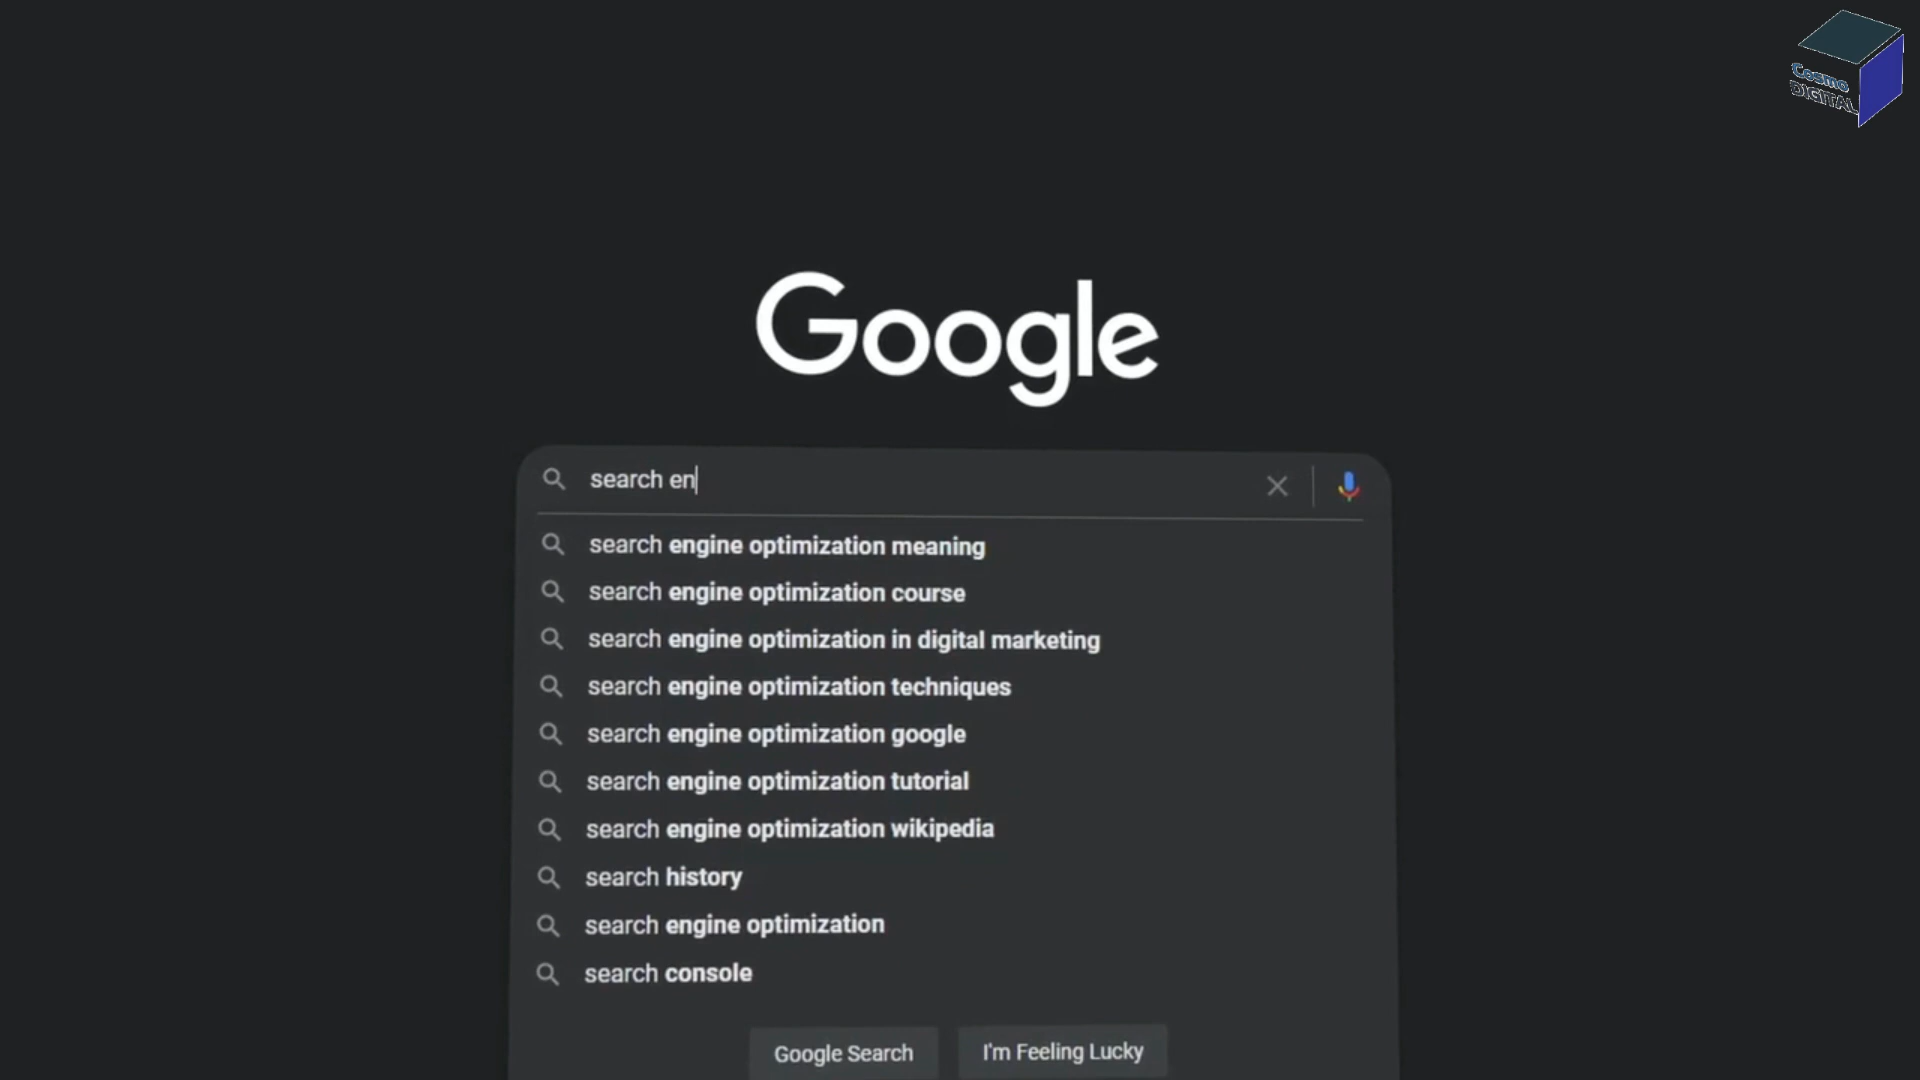 Cosmo
DIGITAL
Google
search en
search engine optimization meaning
search engine optimization course
search engine optimization in digital marketing
search engine optimization techniques
search engine optimization google
search engine optimization tutorial
search engine optimization wikipedia
search history
search engine optimization
search console
Google Search
I'm Feeling Lucky